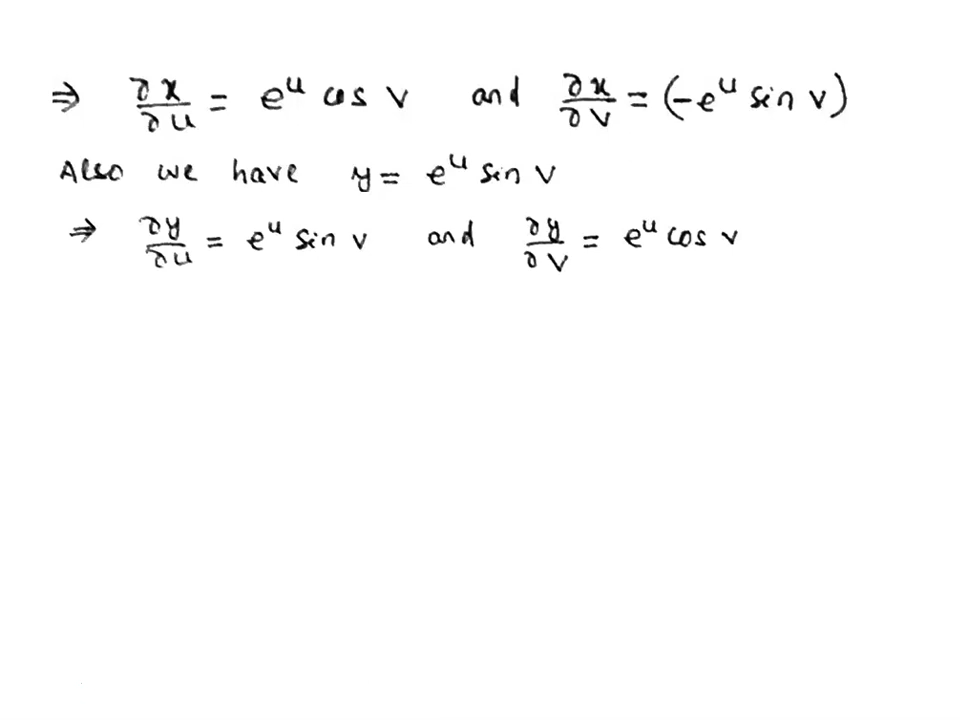 ⇒ ∂x/∂u = e^u cos v and ∂x/∂v = (-e^u sin v)
Also we have y = e^u sin v
⇒ ∂y/∂u = e^u sin v and ∂y/∂v = e^u cos v